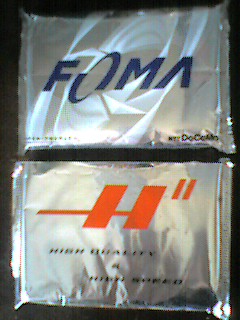 FOMA
NTT DoCoMo
H"
HIGH QUALITY
&
HIGH SPEED